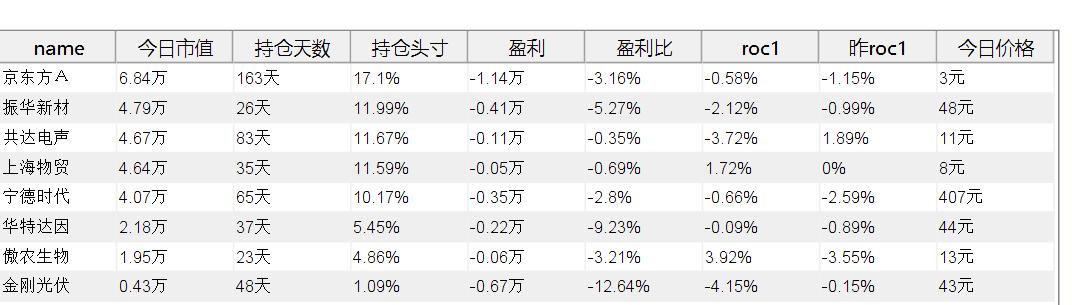 name 今日市值 持仓天数 持仓头寸 盈利 盈利比 roc1 昨roc1 今日价格
京东方Ａ 6.84万 163天 17.1% -1.14万 -3.16% -0.58% -1.15% 3元
振华新材 4.79万 26天 11.99% -0.41万 -5.27% -2.12% -0.99% 48元
共达电声 4.67万 83天 11.67% -0.11万 -0.35% -3.72% 1.89% 11元
上海物贸 4.64万 35天 11.59% -0.05万 -0.69% 1.72% 0% 8元
宁德时代 4.07万 65天 10.17% -0.35万 -2.8% -0.66% -2.59% 407元
华特达因 2.18万 37天 5.45% -0.22万 -9.23% -0.09% -0.89% 44元
傲农生物 1.95万 23天 4.86% -0.06万 -3.21% 3.92% -3.55% 13元
金刚光伏 0.43万 48天 1.09% -0.67万 -12.64% -4.15% -0.15% 43元